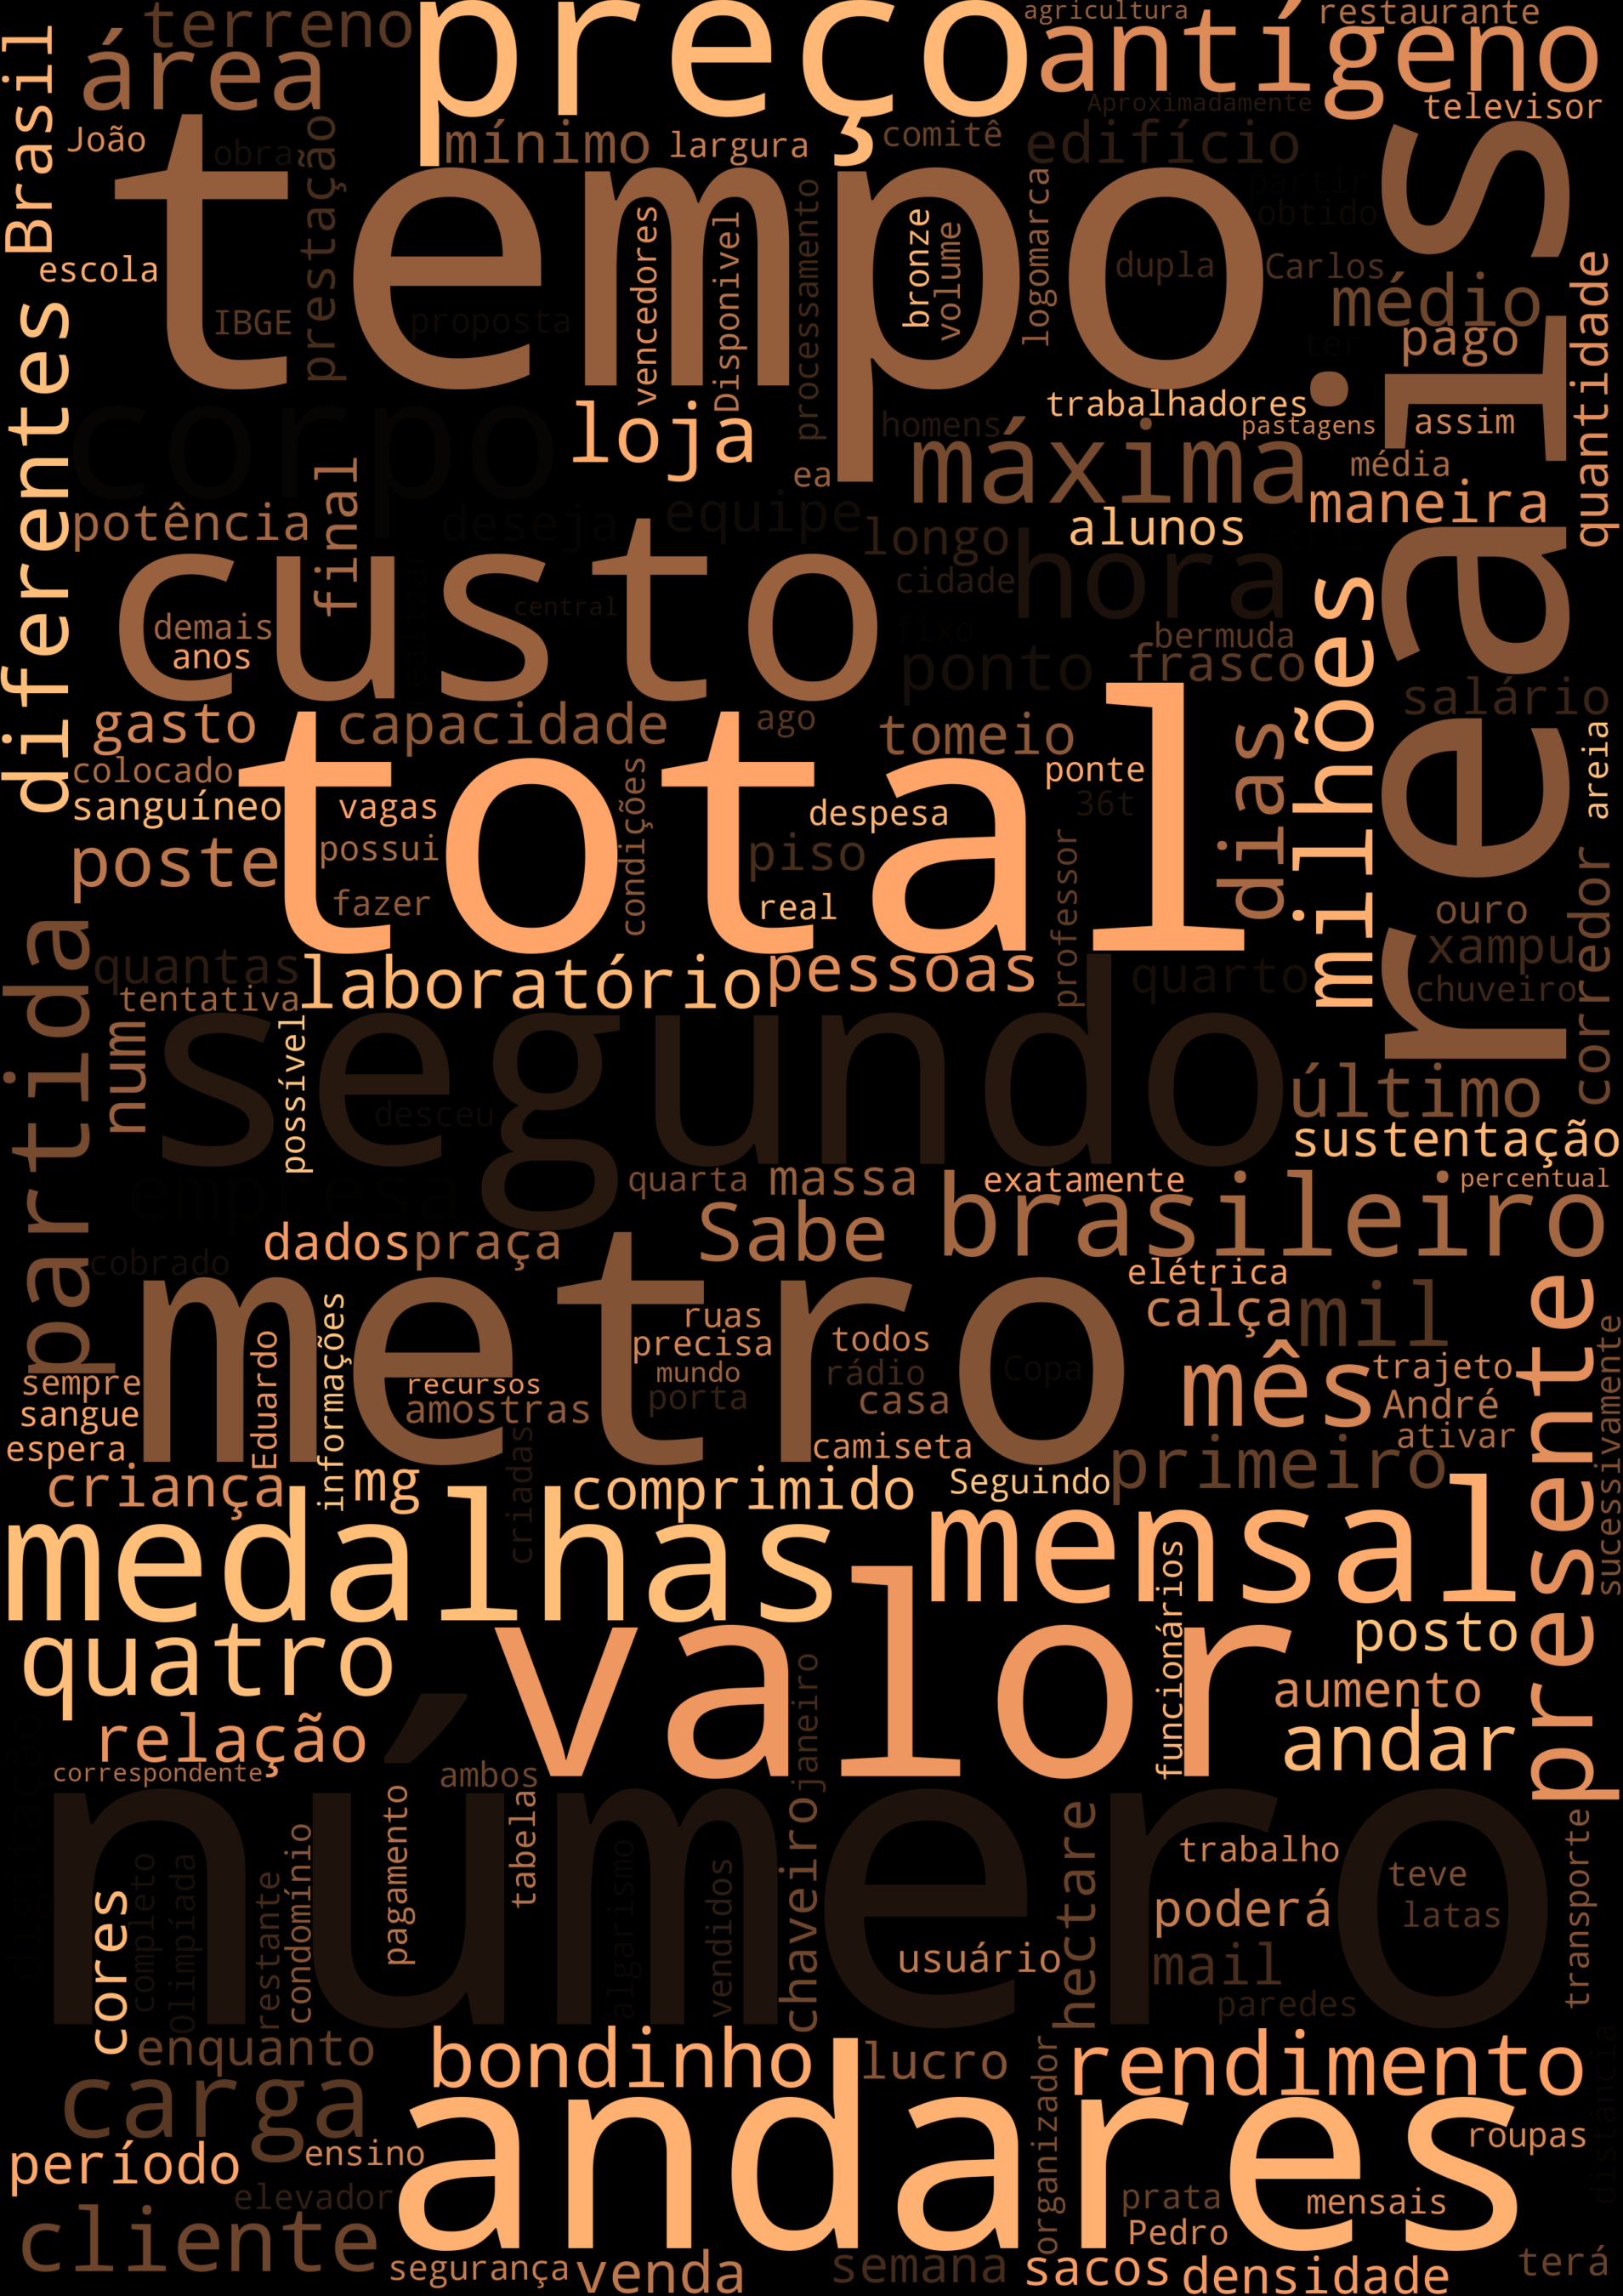 terreno
preço
agricultura
restaurante
antígeno
área
Brasil
televisor
Aproximadamente
João
obra
prestação
mínimo
largura
comitê
edifício
tempo
reais
partir
obtido
escola
IBGE
proposta
vencedores
Disponivel
processamento
bronze
volume
logomarca
dupla
Carlos
médio
pago
ter
quantidade
diferentes
corpo
loja
trabalhadores
pastagens
assim
homens
máxima
média
ea
maneira
potência
final
deseja
equipe
longo
alunos
custo
hora
cidade
central
realizar
fixo
demais
anos
bermuda
ponto
frasco
milhões
salário
gasto
capacidade
ago
tomeio
dias
areia
colocado
total
ponte
sanguíneo
vagas
despesa
36t
poste
possui
condições
piso
professor
fazer
real
ouro
corredor
partida
quantas
laboratório
pessoas
quarto
xampu
tentativa
chuveiro
num
segundo
possível
desceu
último
sustentação
empresa
quarta
massa
exatamente
percentual
brasileiro
dados
praça
Sabe
cobrado
metro
elétrica
presente
informações
Eduardo
ruas
calça
mil
precisa
todos
sucessivamente
sempre
recursos
mundo
rádio
Copa
mês
trajeto
sangue
amostras
porta
casa
André
espera
camiseta
ativar
criança
mg
criadas
comprimido
Seguindo
primeiro
medalhas
mensal
funcionários
quatro
valor
posto
aumento
relação
janeiro
andar
correspondente
ambos
digitação
número
pagamento
tabelas
chaveiro
hectare
condomínio
trabalho
teve
transporte
cores
completo
olimpíada
restante
algarismo
vendidos
poderá
latas
usuário
mail
paredes
enquanto
bondinho
lucro
rendimento
distância
carga
andares
organizador
roupas
período
ensino
elevador
prata
mensais
cliente
Pedro
segurança
venda
semana
sacos
densidade
terá